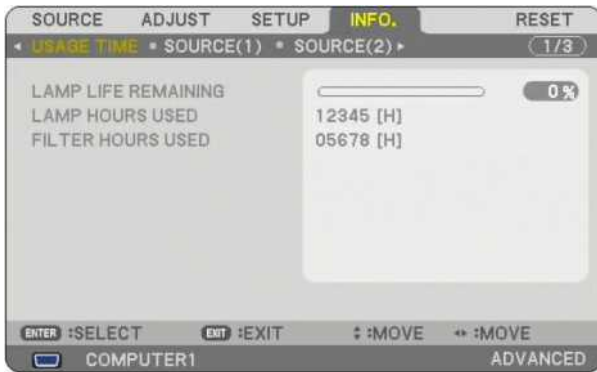 SOURCE ADJUST SETUP INFO. RESET
USAGE TIME SOURCE(1) SOURCE(2) 1/3
LAMP LIFE REMAINING 0 %
LAMP HOURS USED 12345 [H]
FILTER HOURS USED 05678 [H]
ENTER :SELECT EXIT :EXIT :MOVE :MOVE
COMPUTER1 ADVANCED